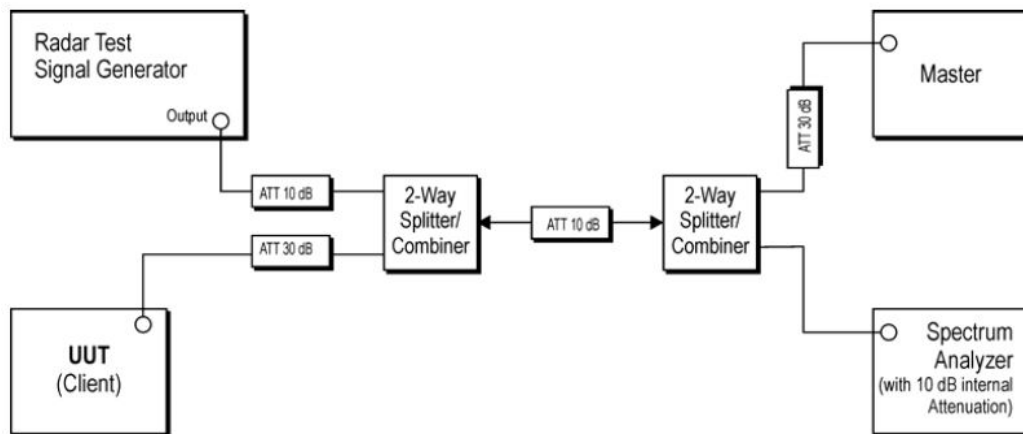 Radar Test
Signal Generator
Output
ATT 10 dB
ATT 30 dB
UUT
(Client)
2-Way
Splitter/
Combiner
ATT 10 dB
2-Way
Splitter/
Combiner
ATT 30 dB
Master
Spectrum
Analyzer
(with 10 dB internal
Attenuation)